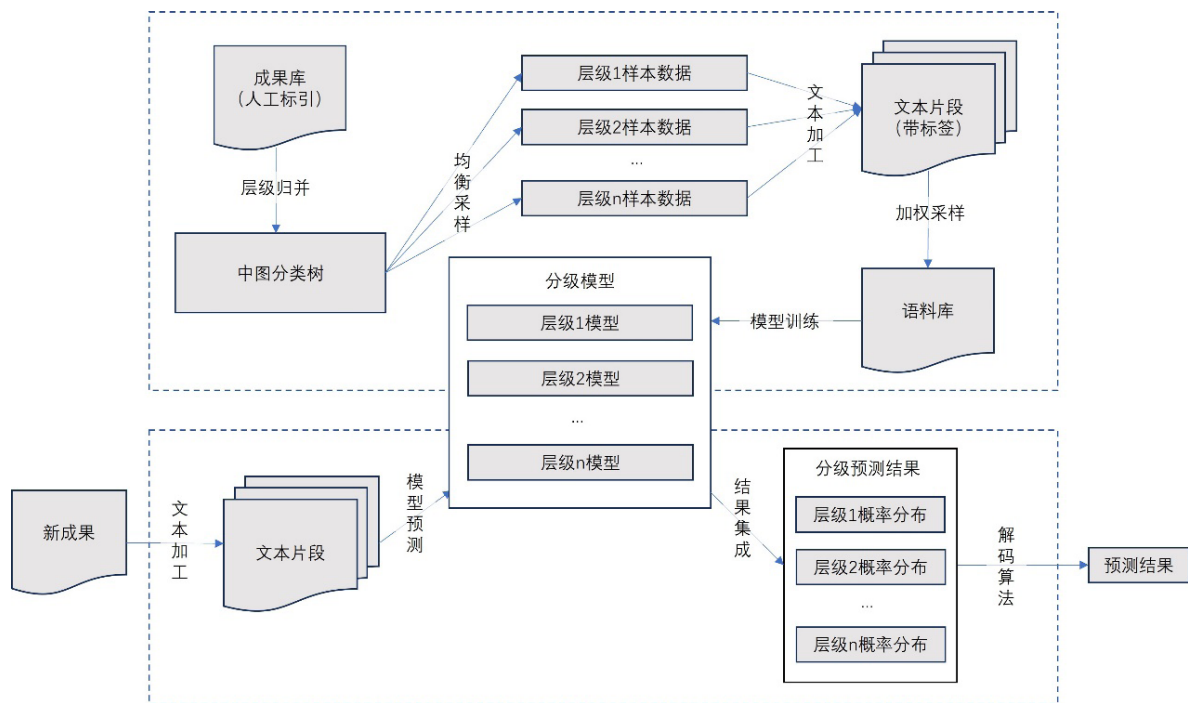 成果库
（人工标引）
层级归并
中图分类树
均衡采样
层级1样本数据
层级2样本数据
...
层级n样本数据
文本加工
文本片段
（带标签）
加权采样
语料库
模型训练
分级模型
层级1模型
层级2模型
...
层级n模型
新成果
文本加工
文本片段
模型预测
结果集成
分级预测结果
层级1概率分布
层级2概率分布
...
层级n概率分布
解码算法
预测结果